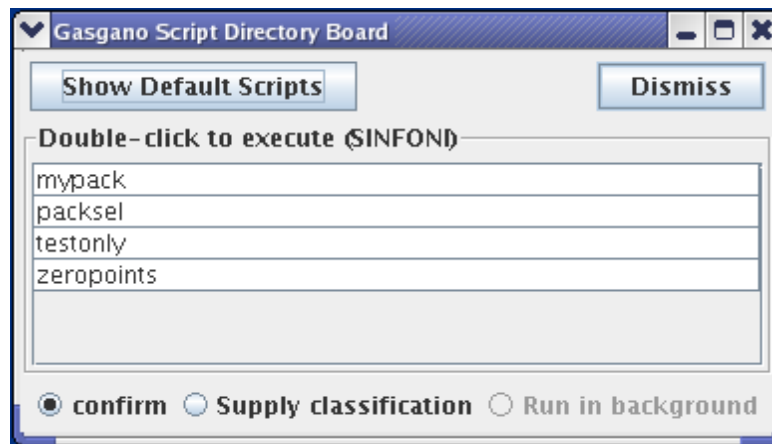 Gasgano Script Directory Board
Show Default Scripts Dismiss
Double-click to execute (SINFONI)
mypack
packsel
testonly
zeropoints
confirm Supply classification Run in background